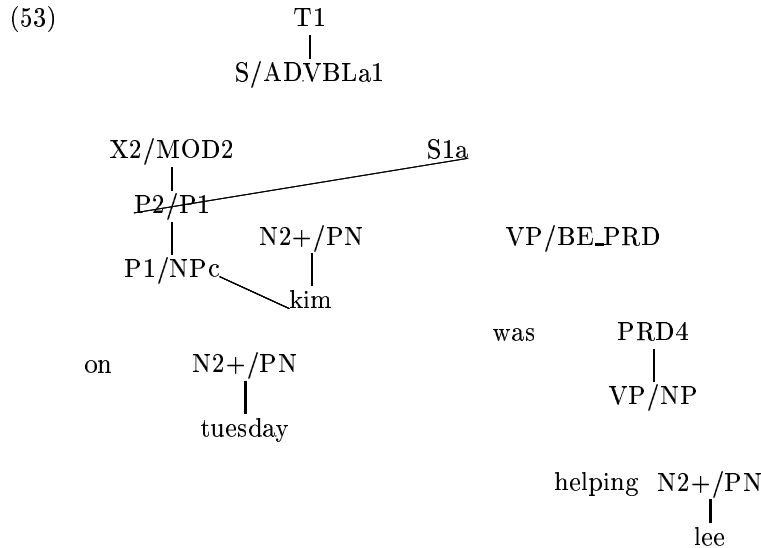 (53) T1
S/ADVBLa1
X2/MOD2 S1a
P2/P1
N2+/PN VP/BE_PRD
P1/NPc
kim
was PRD4
on N2+/PN
VP/NP
tuesday
helping N2+/PN
lee